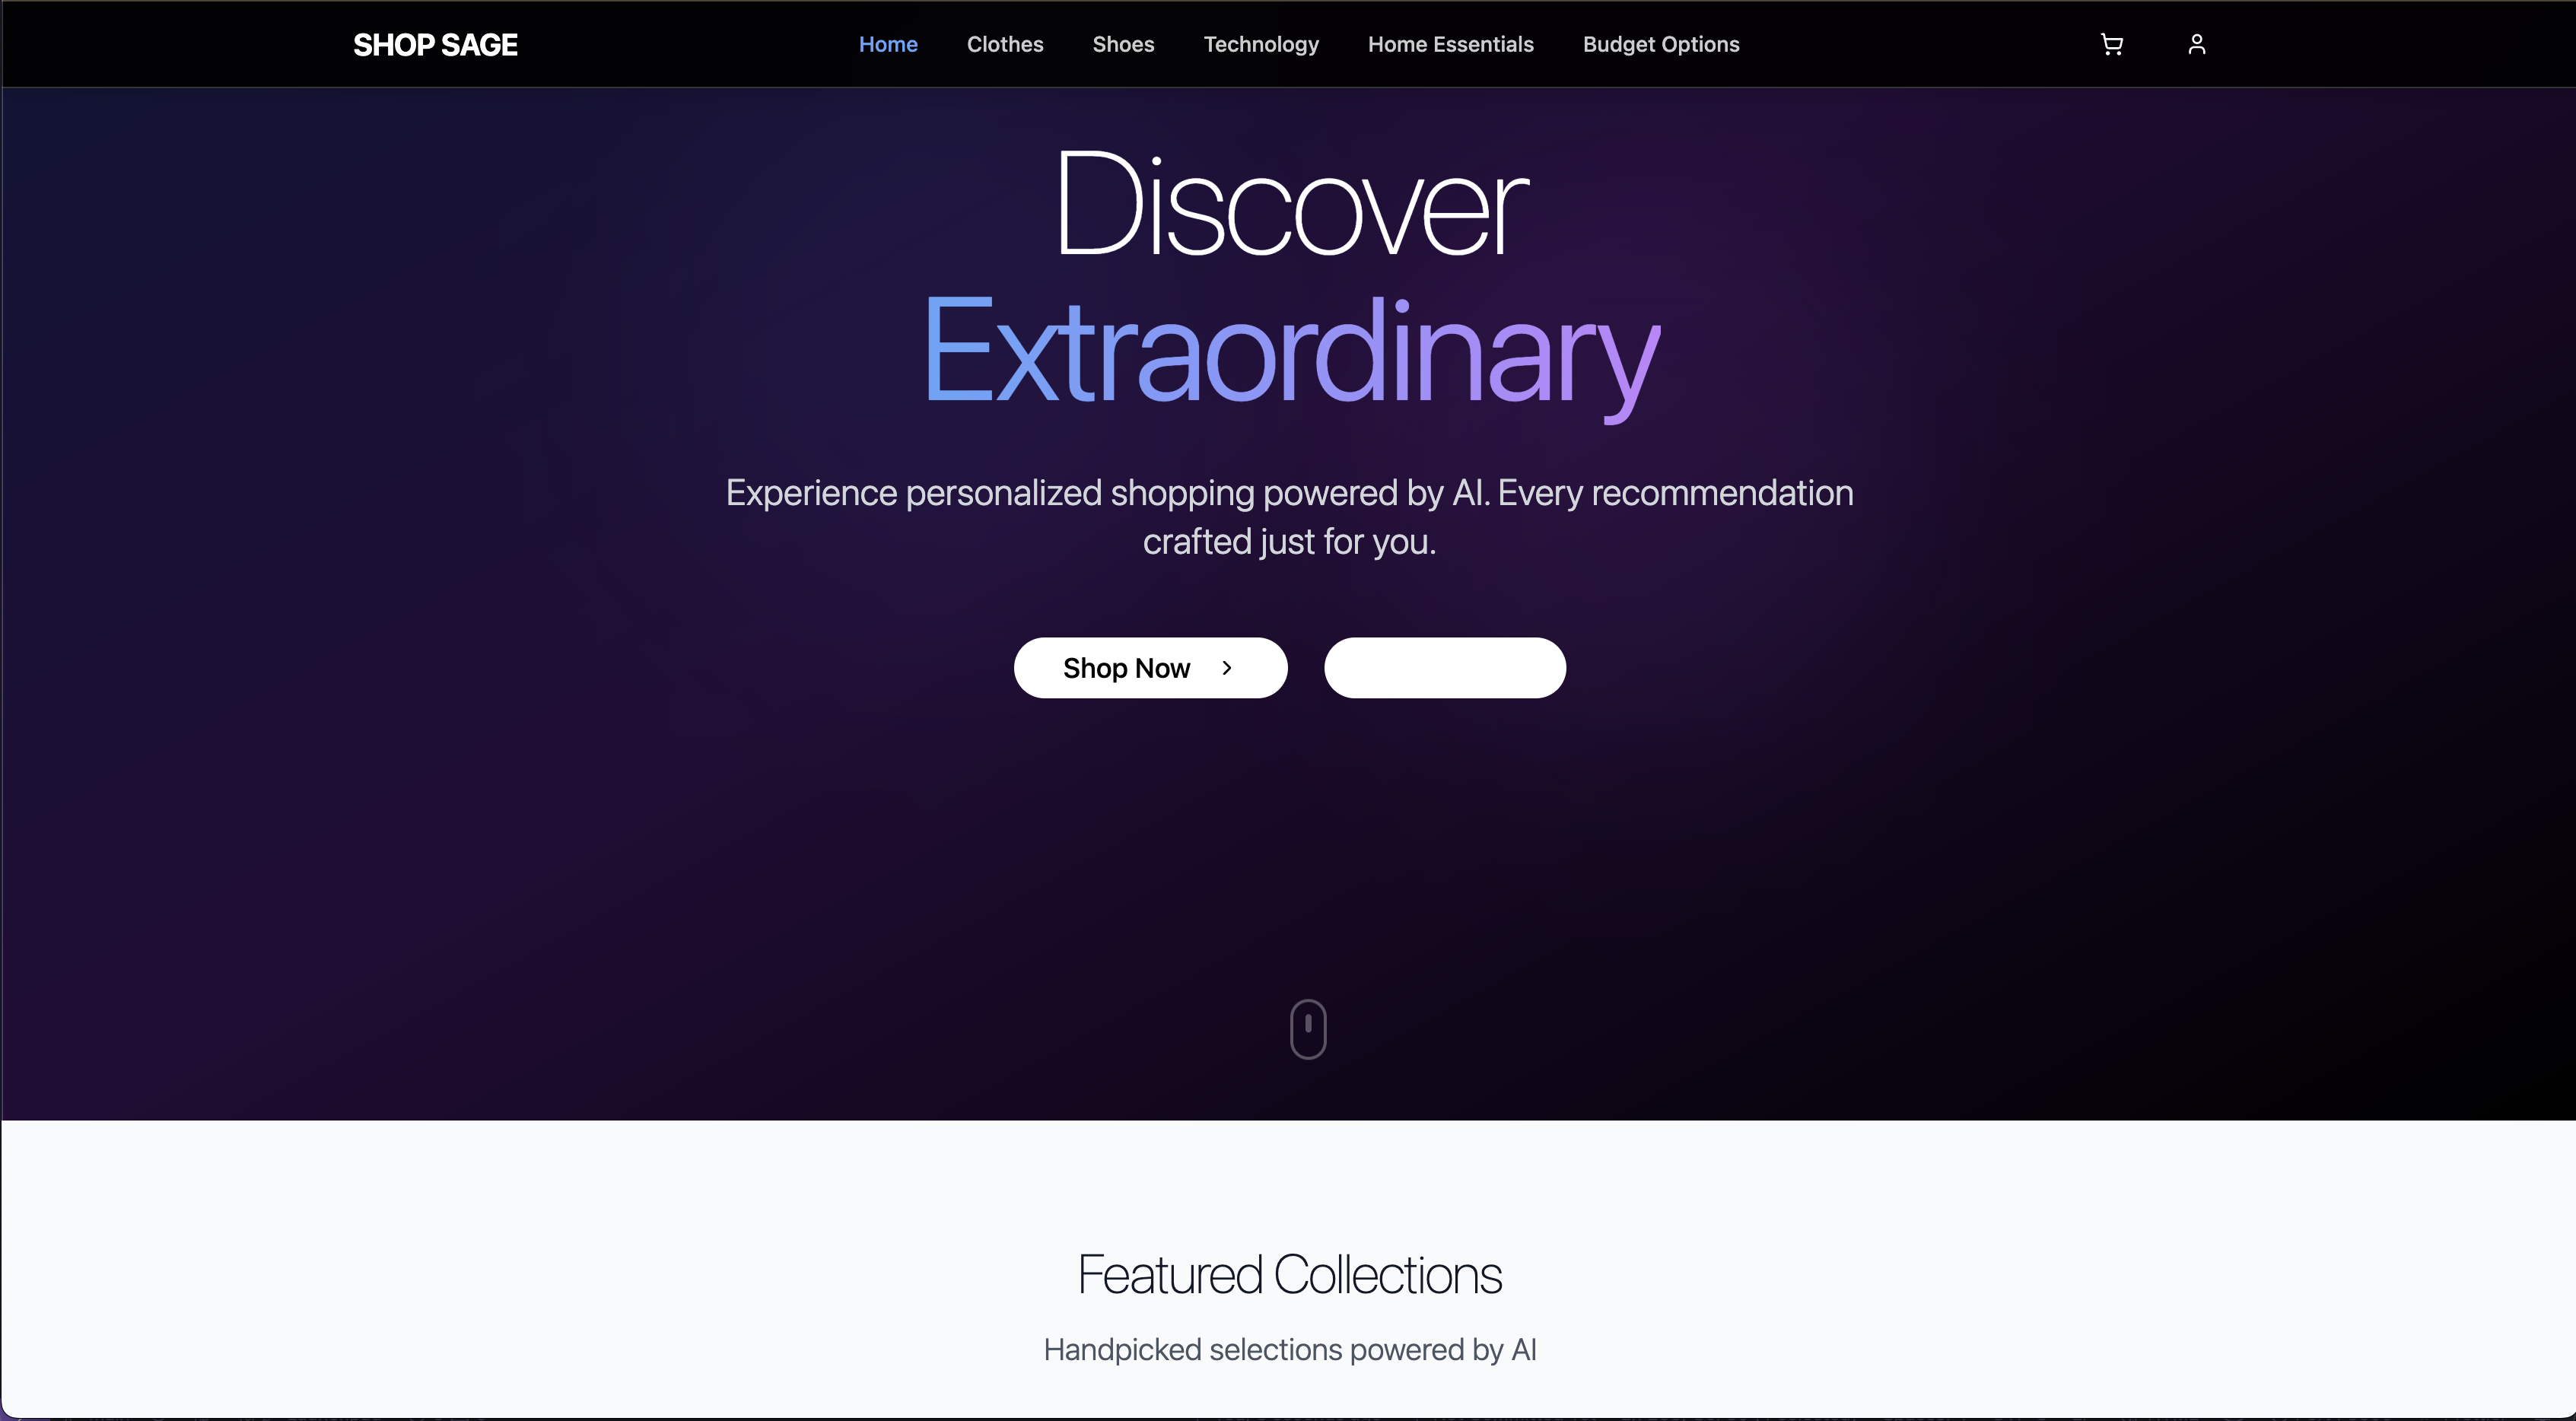 SHOP SAGE
Home Clothes Shoes Technology Home Essentials Budget Options
Discover
Extraordinary
Experience personalized shopping powered by AI. Every recommendation
crafted just for you.
Shop Now
Featured Collections
Handpicked selections powered by AI